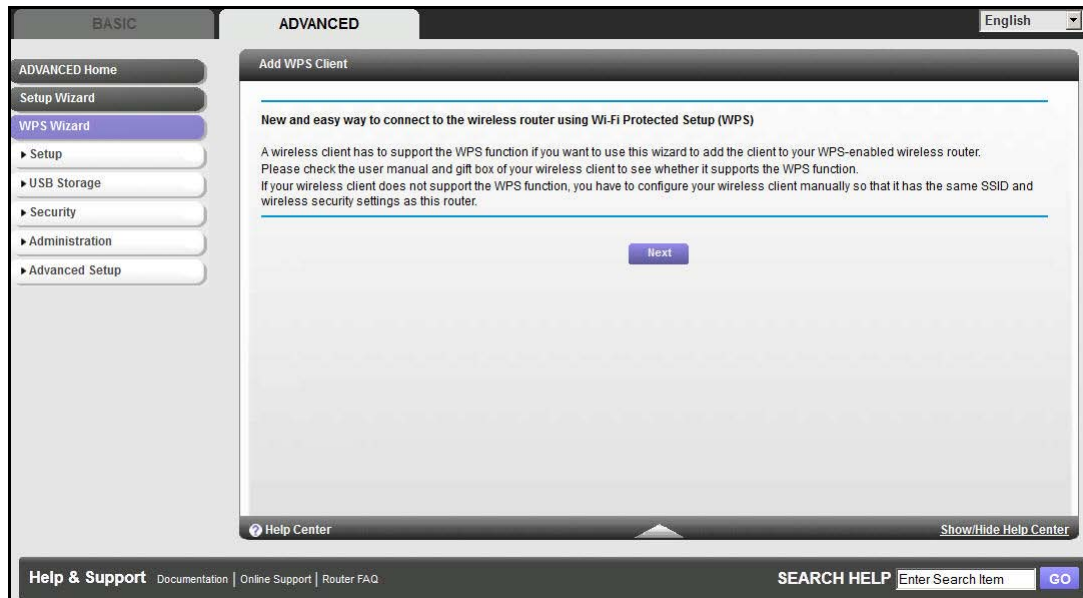 BASIC
ADVANCED
English
ADVANCED Home
Setup Wizard
WPS Wizard
Setup
USB Storage
Security
Administration
Advanced Setup
Add WPS Client
New and easy way to connect to the wireless router using Wi-Fi Protected Setup (WPS)
A wireless client has to support the WPS function if you want to use this wizard to add the client to your WPS-enabled wireless router.
Please check the user manual and gift box of your wireless client to see whether it supports the WPS function.
If your wireless client does not support the WPS function, you have to configure your wireless client manually so that it has the same SSID and
wireless security settings as this router.
Next
Help Center
Show/Hide Help Center
Help & Support Documentation | Online Support | Router FAQ
SEARCH HELP Enter Search Item GO